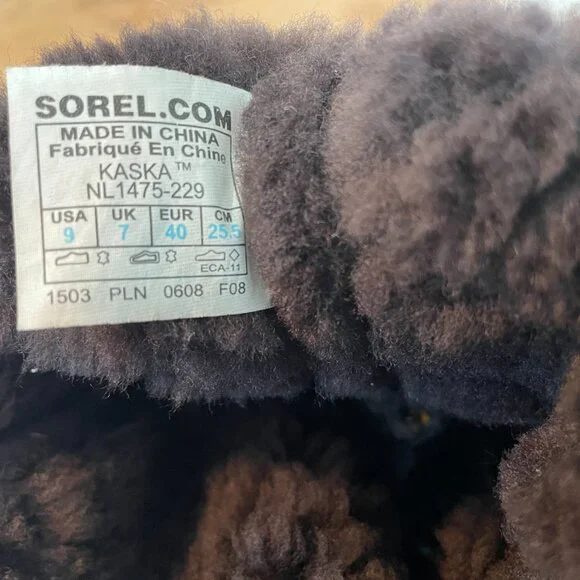 SOREL.COM
MADE IN CHINA
Fabriqué En Chine
KASKA™
NL1475-229
USA UK EUR CM
9 7 40 25.5
ECA-11
1503 PLN 0608 F08